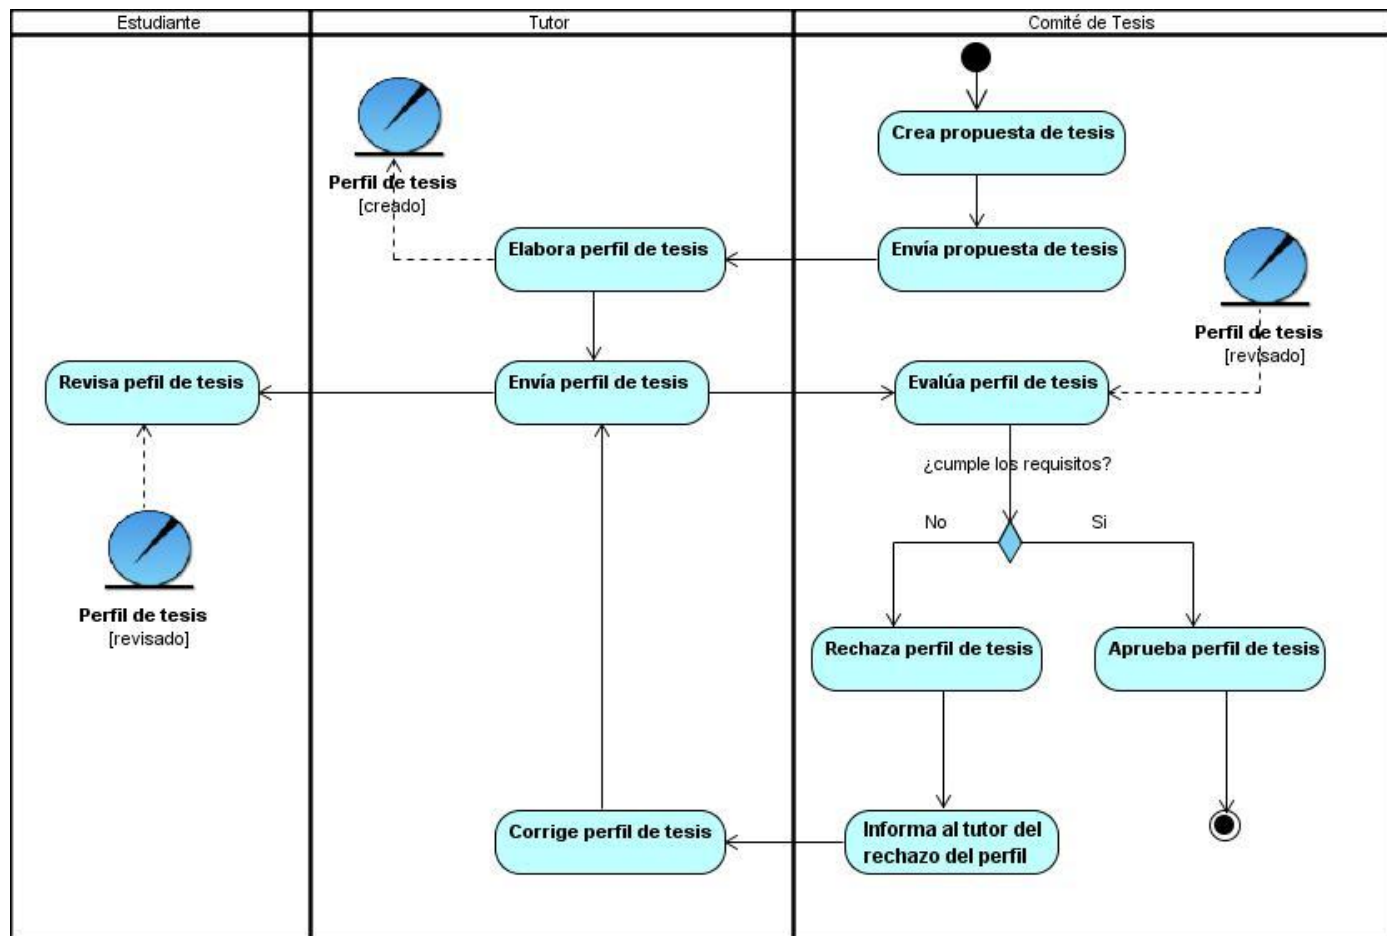 Estudiante
Tutor
Comité de Tesis
Crea propuesta de tesis
Perfil de tesis
[creado]
Elabora perfil de tesis
Envía propuesta de tesis
Perfil de tesis
[revisado]
Revisa pefil de tesis
Envía perfil de tesis
Evalúa perfil de tesis
¿cumple los requisitos?
No
Si
Perfil de tesis
[revisado]
Rechaza perfil de tesis
Aprueba perfil de tesis
Corrige perfil de tesis
Informa al tutor del
rechazo del perfil